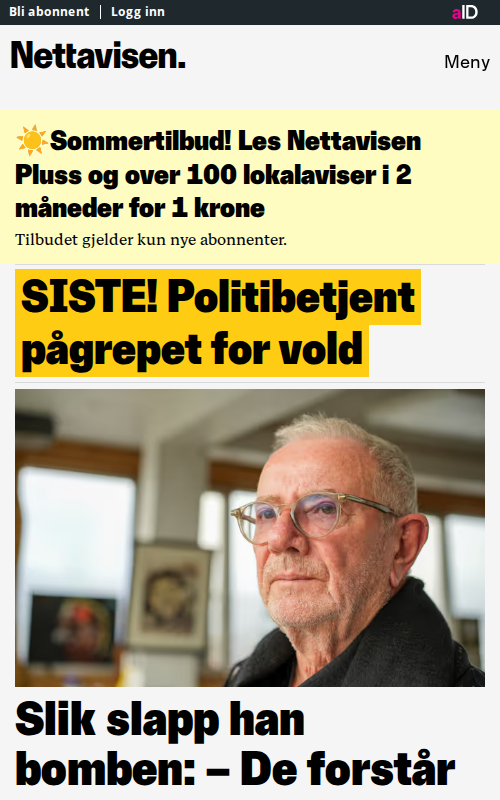 Bli abonnent | Logg inn
aID
Nettavisen.
Meny
☀️Sommertilbud! Les Nettavisen
Pluss og over 100 lokalaviser i 2
måneder for 1 krone
Tilbudet gjelder kun nye abonnenter.
SISTE! Politibetjent
pågrepet for vold
Slik slapp han
bomben: – De forstår